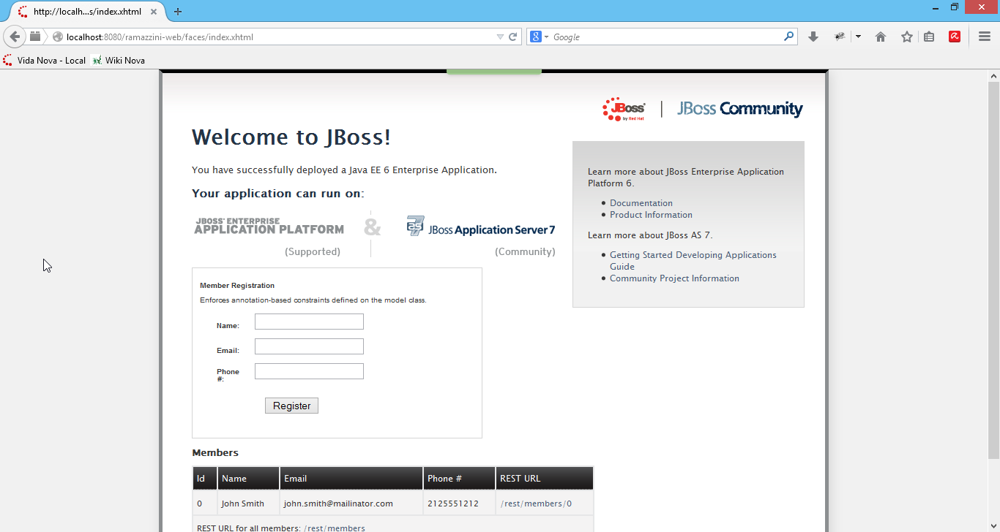 http://localh...s/index.xhtml
localhost:8080/ramazzini-web/faces/index.xhtml
Google
Vida Nova - Local
Wiki Nova
JBoss
by Red Hat
JBoss Community
Welcome to JBoss!
You have successfully deployed a Java EE 6 Enterprise Application.
Your application can run on:
JBOSS® ENTERPRISE
APPLICATION PLATFORM
(Supported)
&
as 7
JBoss Application Server 7
(Community)
Learn more about JBoss Enterprise Application
Platform 6.
Documentation
Product Information
Learn more about JBoss AS 7.
Getting Started Developing Applications
Guide
Community Project Information
Member Registration
Enforces annotation-based constraints defined on the model class.
Name:
Email:
Phone
#:
Register
Members
Id Name Email Phone # REST URL
0 John Smith john.smith@mailinator.com 2125551212 /rest/members/0
REST URL for all members: /rest/members